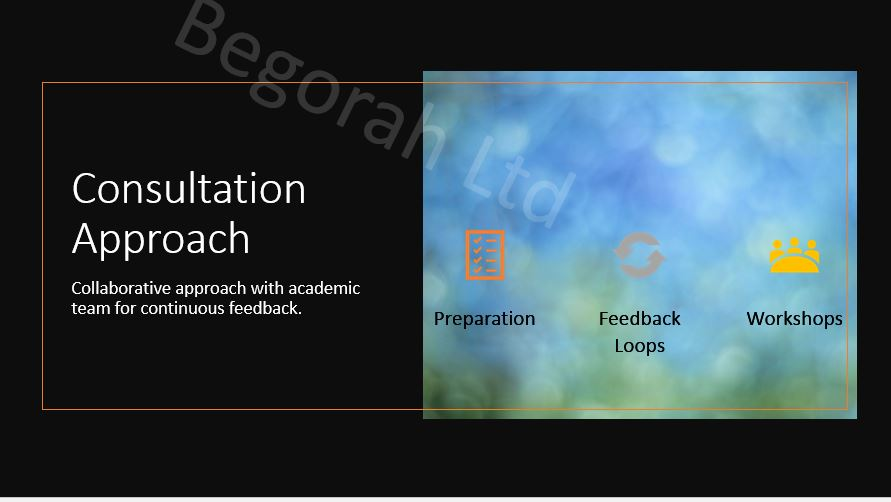 Begorah Ltd
Consultation
Approach
Collaborative approach with academic
team for continuous feedback.
Preparation
Feedback
Loops
Workshops